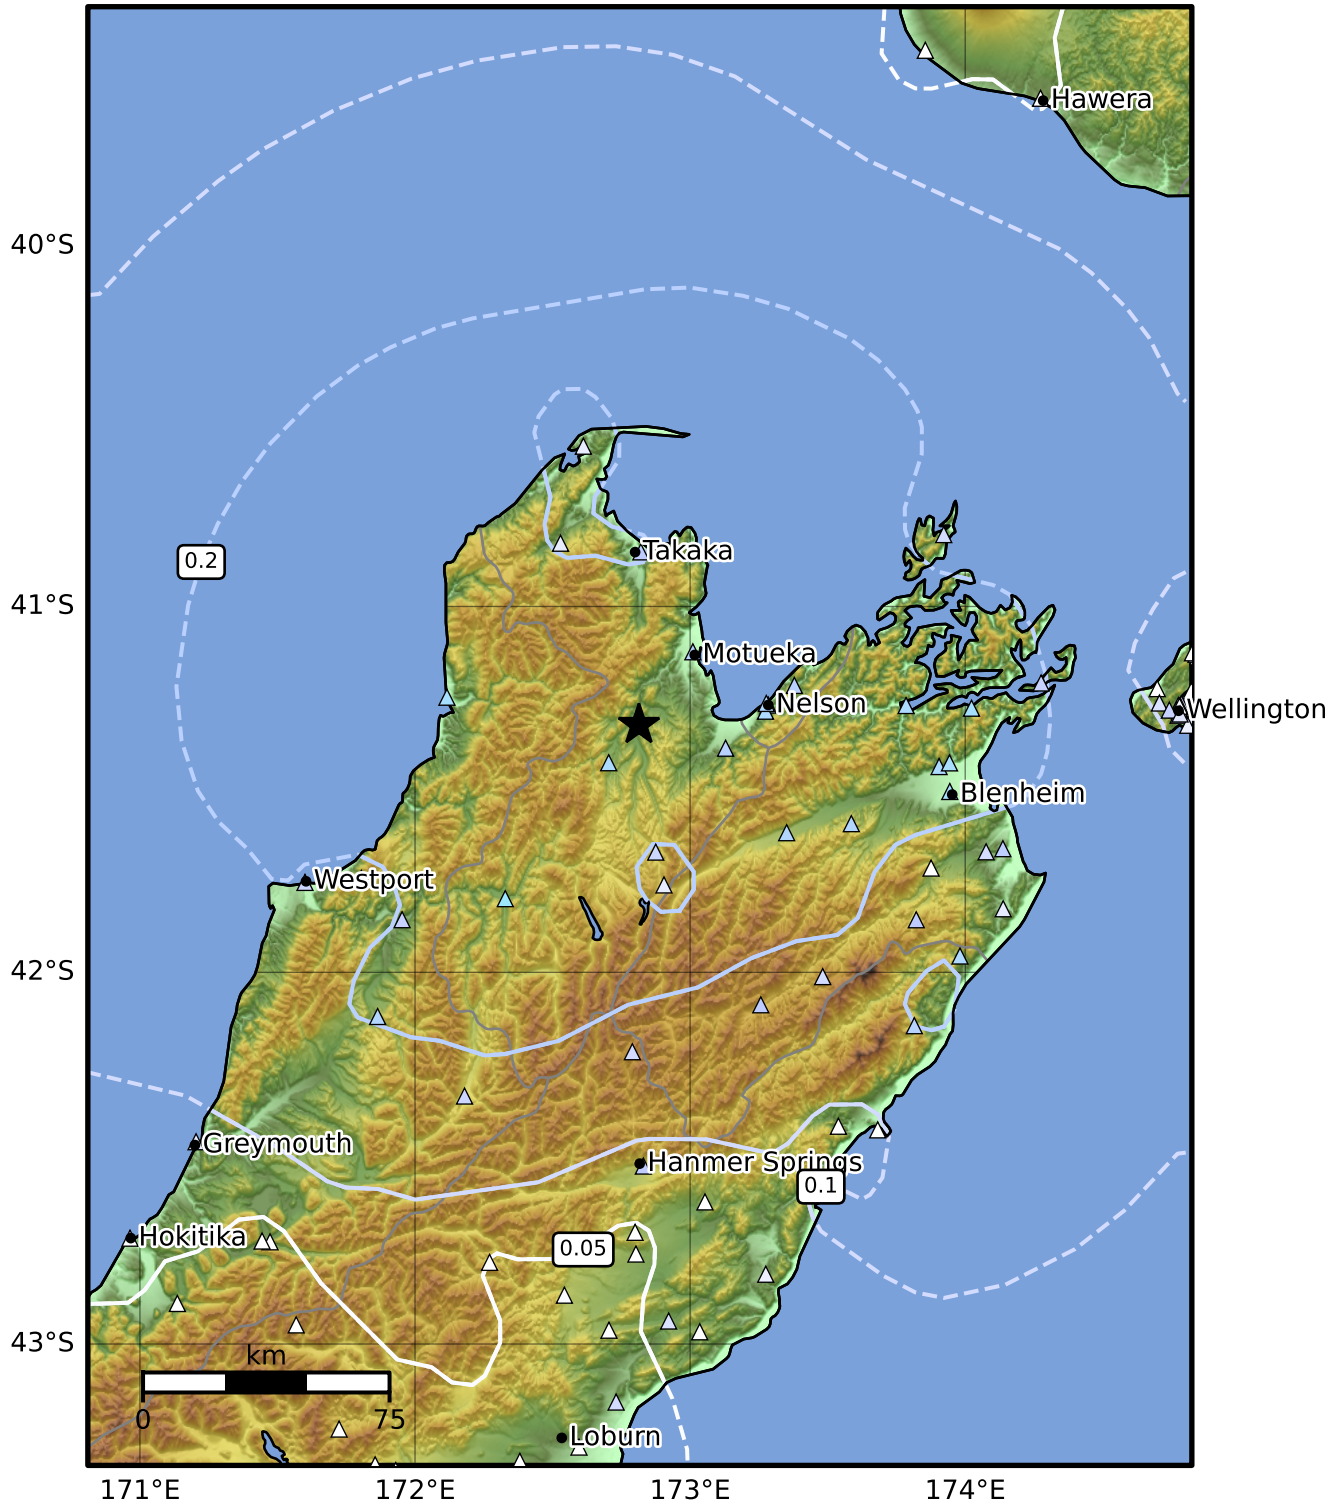 Hawera
40°S
0.2
Takaka
41°S
Motueka
Nelson
Wellington
Blenheim
Westport
42°S
Greymouth
Hanmer Springs
0.1
Hokitika
0.05
43°S
km
0 75
Loburn
171°E 172°E 173°E 174°E